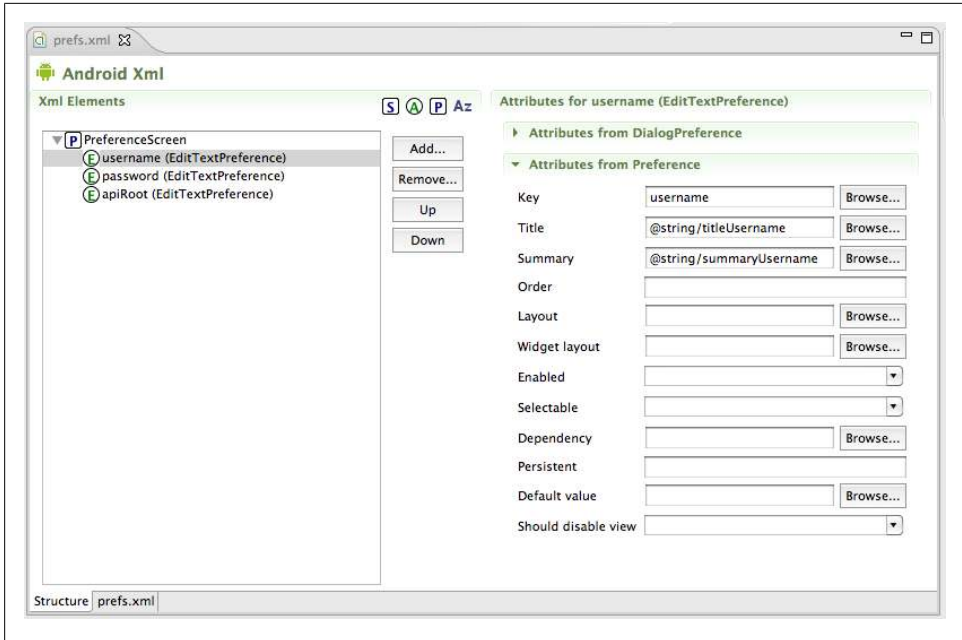 prefs.xml
Android Xml
Xml Elements
S A P Az
P PreferenceScreen
E username (EditTextPreference)
E password (EditTextPreference)
E apiRoot (EditTextPreference)
Add...
Remove...
Up
Down
Attributes for username (EditTextPreference)
Attributes from DialogPreference
Attributes from Preference
Key username Browse...
Title @string/titleUsername Browse...
Summary @string/summaryUsername Browse...
Order
Layout Browse...
Widget layout Browse...
Enabled
Selectable
Dependency Browse...
Persistent
Default value Browse...
Should disable view
Structure prefs.xml